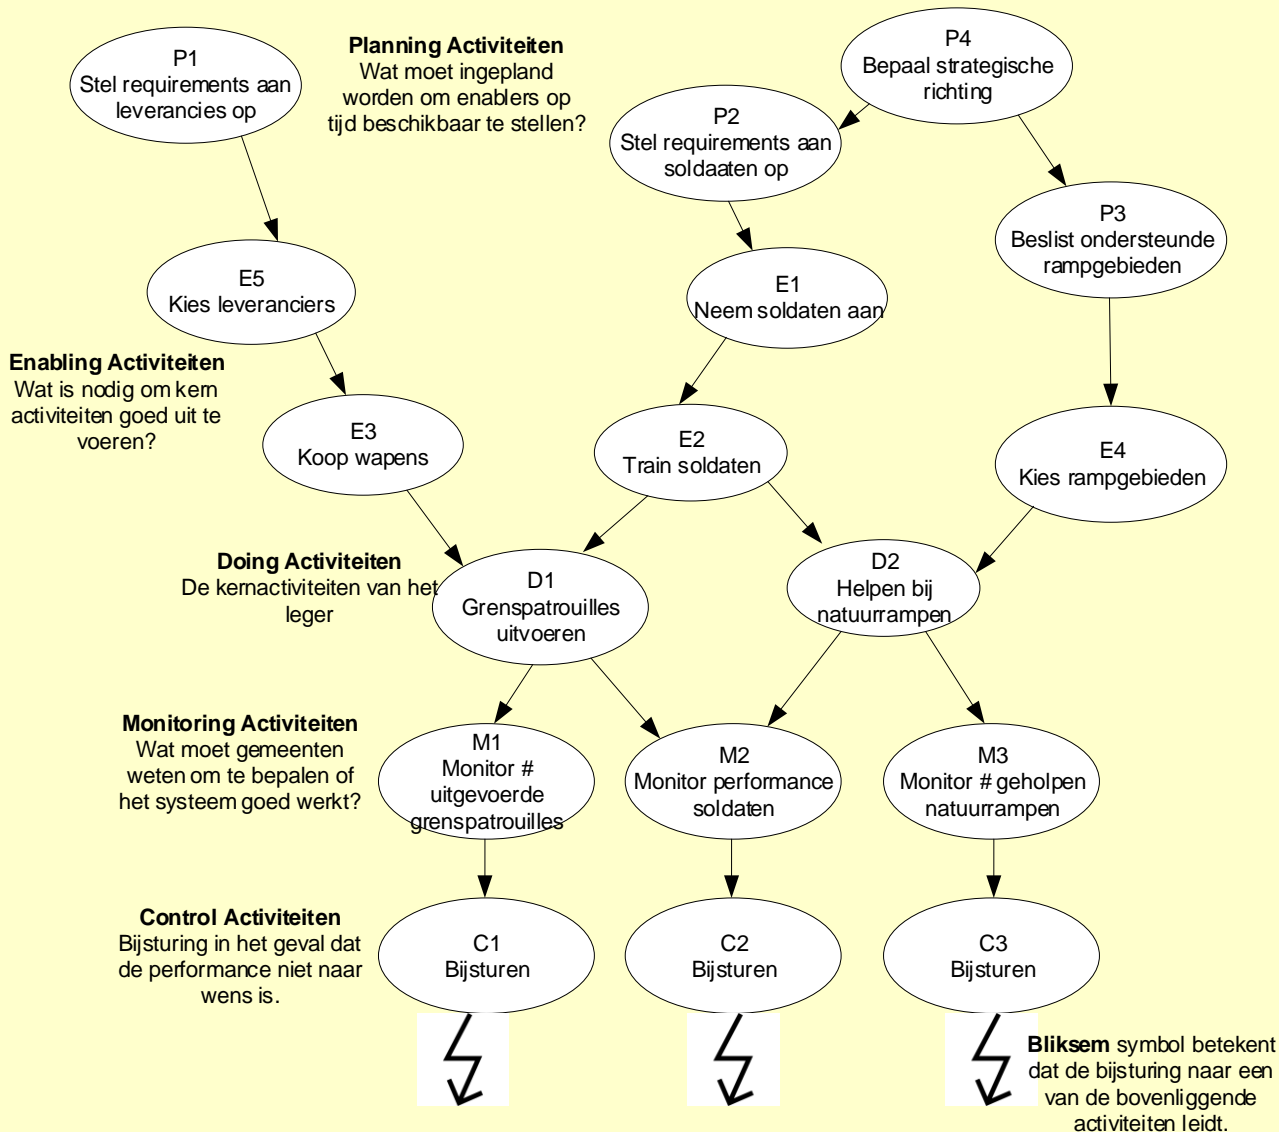 P1
Stel requirements aan
leverancies op
Planning Activiteiten
Wat moet ingepland
worden om enablers op
tijd beschikbaar te stellen?
P4
Bepaal strategische
richting
P2
Stel requirements aan
soldaaten op
P3
Beslist ondersteunde
rampgebieden
E5
Kies leveranciers
E1
Neem soldaten aan
Enabling Activiteiten
Wat is nodig om kern
activiteiten goed uit te
voeren?
E3
Koop wapens
E2
Train soldaten
E4
Kies rampgebieden
Doing Activiteiten
De kernactiviteiten van het
leger
D1
Grenspatrouilles
uitvoeren
D2
Helpen bij
natuurrampen
Monitoring Activiteiten
Wat moet gemeenten
weten om te bepalen of
het systeem goed werkt?
M1
Monitor #
uitgevoerde
grenspatrouilles
M2
Monitor performance
soldaten
M3
Monitor # geholpen
natuurrampen
Control Activiteiten
Bijsturing in het geval dat
de performance niet naar
wens is.
C1
Bijsturen
C2
Bijsturen
C3
Bijsturen
Bliksem symbol betekent
dat de bijsturing naar een
van de bovenliggende
activiteiten leidt.